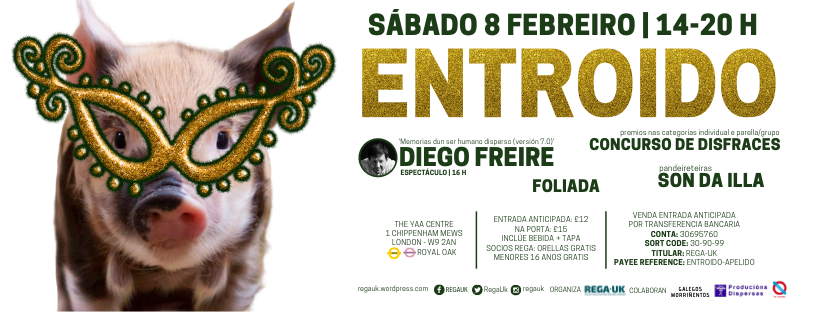 SÁBADO 8 FEBREIRO | 14-20 H
ENTROIDO
'Memorias dun ser humano disperso (versión 7.0)'
DIEGO FREIRE
ESPECTÁCULO | 16 H
premios nas categorías individual e parella/grupo
CONCURSO DE DISFRACES
FOLIADA
pandeireteiras
SON DA ILLA
THE YAA CENTRE
1 CHIPPENHAM MEWS
LONDON - W9 2AN
ROYAL OAK
ENTRADA ANTICIPADA: £12
NA PORTA: £15
INCLÚE BEBIDA + TAPA
SOCIOS REGA: ORELLAS GRATIS
MENORES 16 ANOS GRATIS
VENDA ENTRADA ANTICIPADA
POR TRANSFERENCIA BANCARIA
CONTA: 30695760
SORT CODE: 30-90-99
TITULAR: REGA-UK
PAYEE REFERENCE: ENTROIDO-APELIDO
regauk.wordpress.com REGAUK RegaUk regauk ORGANIZA REGA-UK COLABORAN GALEGOS MORRIÑENTOS Producións Dispersas